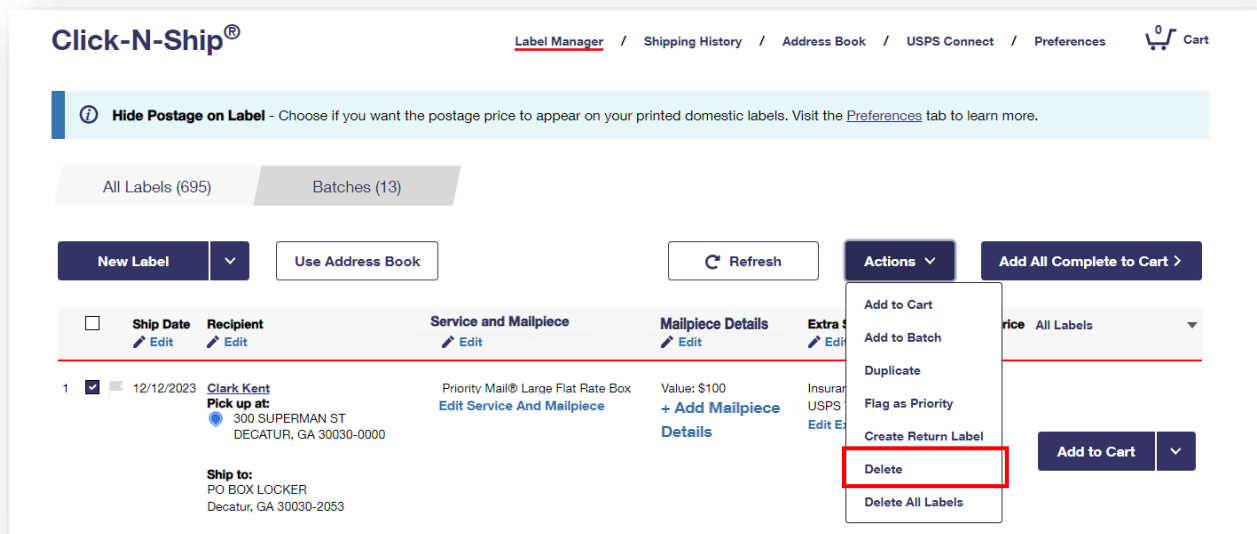 Click-N-Ship®
Label Manager / Shipping History / Address Book / USPS Connect / Preferences 0 Cart
Hide Postage on Label - Choose if you want the postage price to appear on your printed domestic labels. Visit the Preferences tab to learn more.
All Labels (695) Batches (13)
New Label Use Address Book Refresh Actions Add All Complete to Cart >
Add to Cart
Add to Batch
Duplicate
Flag as Priority
Create Return Label
Delete
Delete All Labels
Ship Date Recipient Service and Mailpiece Mailpiece Details Extra All Labels
Edit Edit Edit Edit
1 12/12/2023 Clark Kent Priority Mail® Large Flat Rate Box Value: $100
Pick up at: Edit Service And Mailpiece + Add Mailpiece USPS
300 SUPERMAN ST Details Edit
DECATUR, GA 30030-0000
Add to Cart
Ship to:
PO BOX LOCKER
Decatur, GA 30030-2053